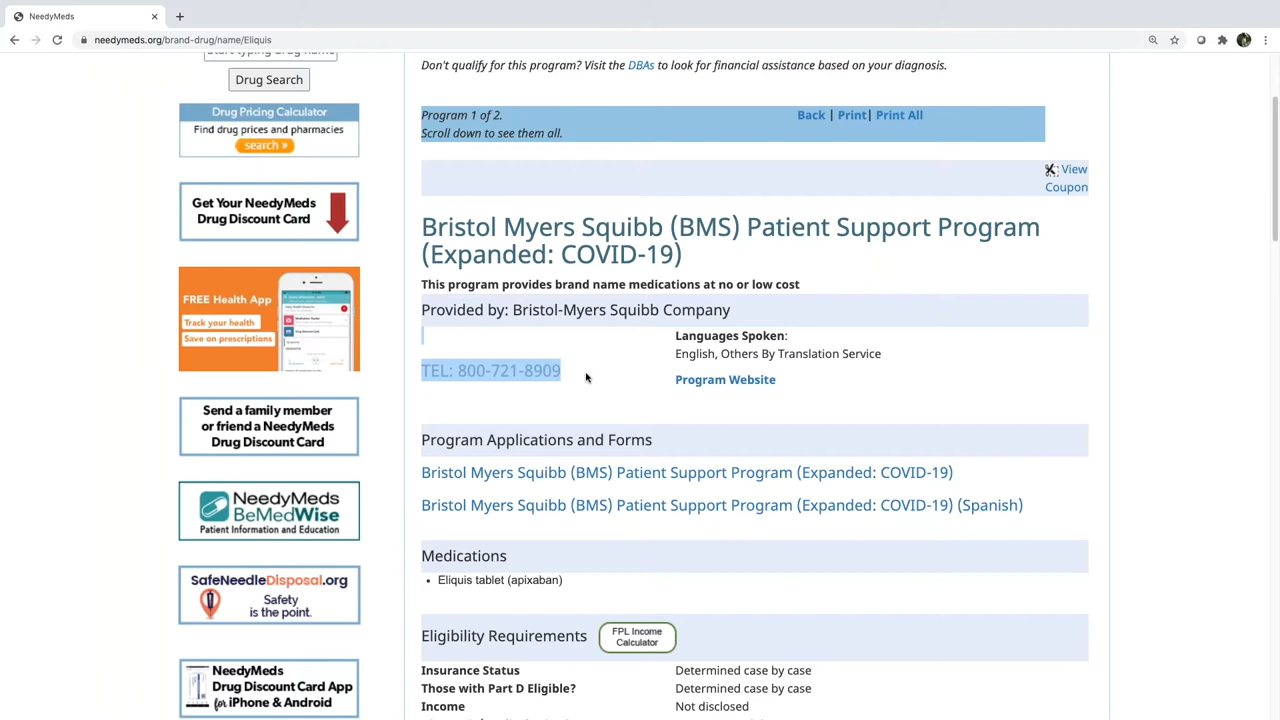 NeedyMeds
needymeds.org/brand-drug/name/Eliquis
Start typing drug name
Drug Search
Drug Pricing Calculator
Find drug prices and pharmacies
search »
Get Your NeedyMeds
Drug Discount Card
FREE Health App
Track your health
Save on prescriptions
Send a family member
or friend a NeedyMeds
Drug Discount Card
NeedyMeds
BeMedWise
Patient Information and Education
SafeNeedleDisposal.org
Safety
is the point.
NeedyMeds
Drug Discount Card App
for iPhone & Android
Don't qualify for this program? Visit the DBAs to look for financial assistance based on your diagnosis.
Program 1 of 2.
Back | Print| Print All
Scroll down to see them all.
View
Coupon
Bristol Myers Squibb (BMS) Patient Support Program
(Expanded: COVID-19)
This program provides brand name medications at no or low cost
Provided by: Bristol-Myers Squibb Company
TEL: 800-721-8909
Languages Spoken:
English, Others By Translation Service
Program Website
Program Applications and Forms
Bristol Myers Squibb (BMS) Patient Support Program (Expanded: COVID-19)
Bristol Myers Squibb (BMS) Patient Support Program (Expanded: COVID-19) (Spanish)
Medications
• Eliquis tablet (apixaban)
Eligibility Requirements
FPL Income
Calculator
Insurance Status Determined case by case
Those with Part D Eligible? Determined case by case
Income Not disclosed